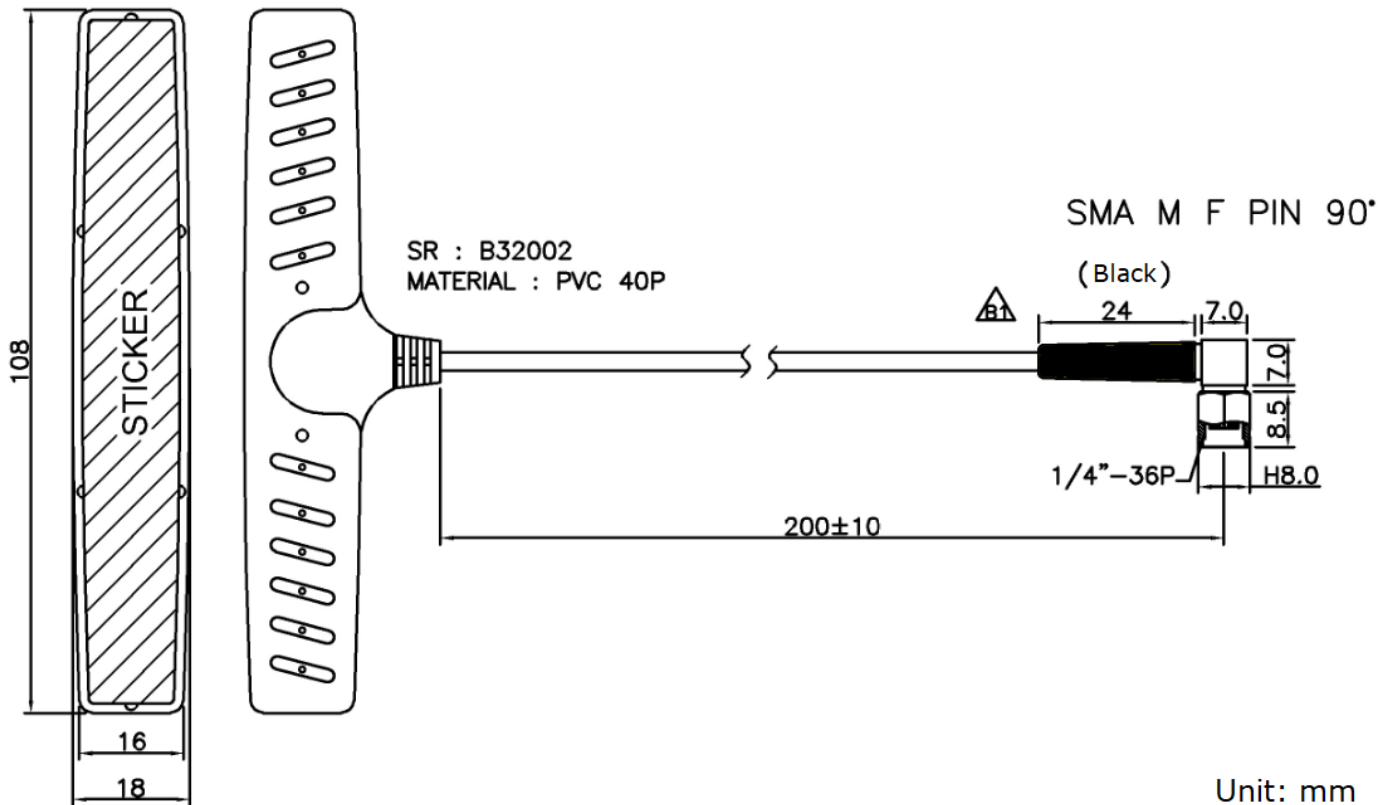 SMA M F PIN 90°
SR : B32002
MATERIAL : PVC 40P
(Black)
B1
24
7.0
7.0
8.5
108
STICKER
1/4"-36P
H8.0
200±10
16
18
Unit: mm